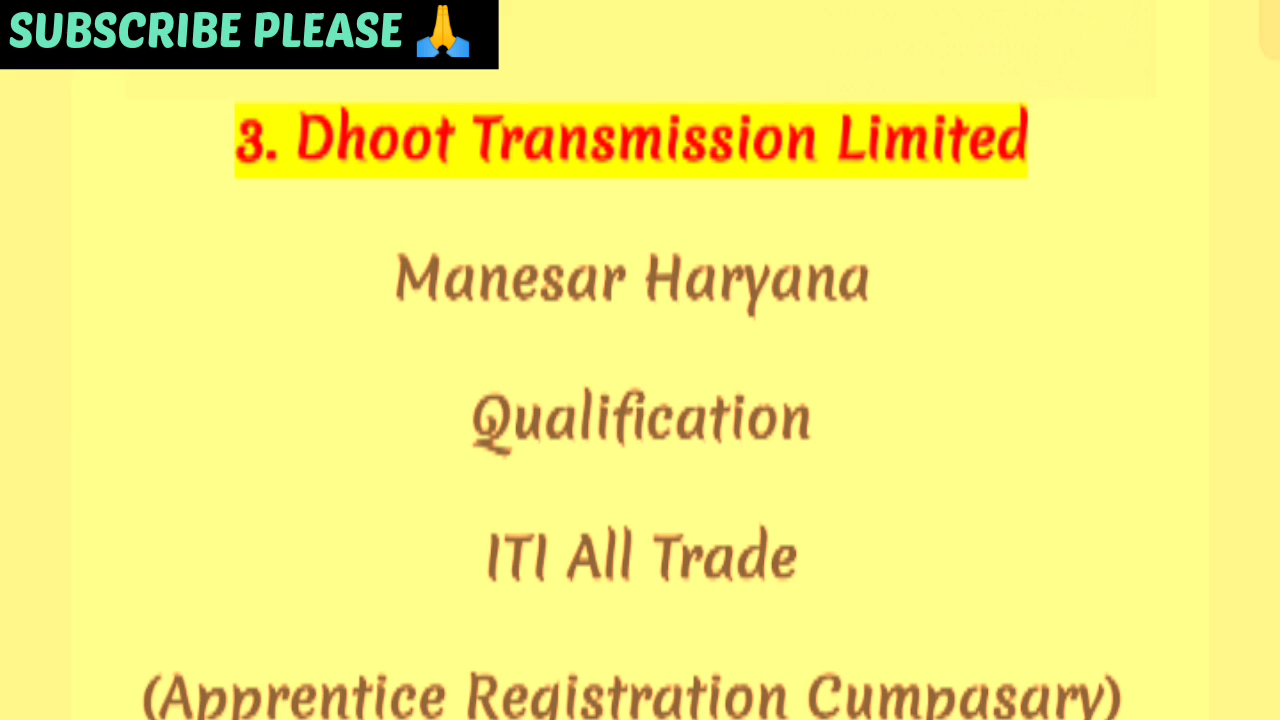 SUBSCRIBE PLEASE 🙏
3. Dhoot Transmission Limited
Manesar Haryana
Qualification
ITI All Trade
(Apprentice Registration Cumpasary)